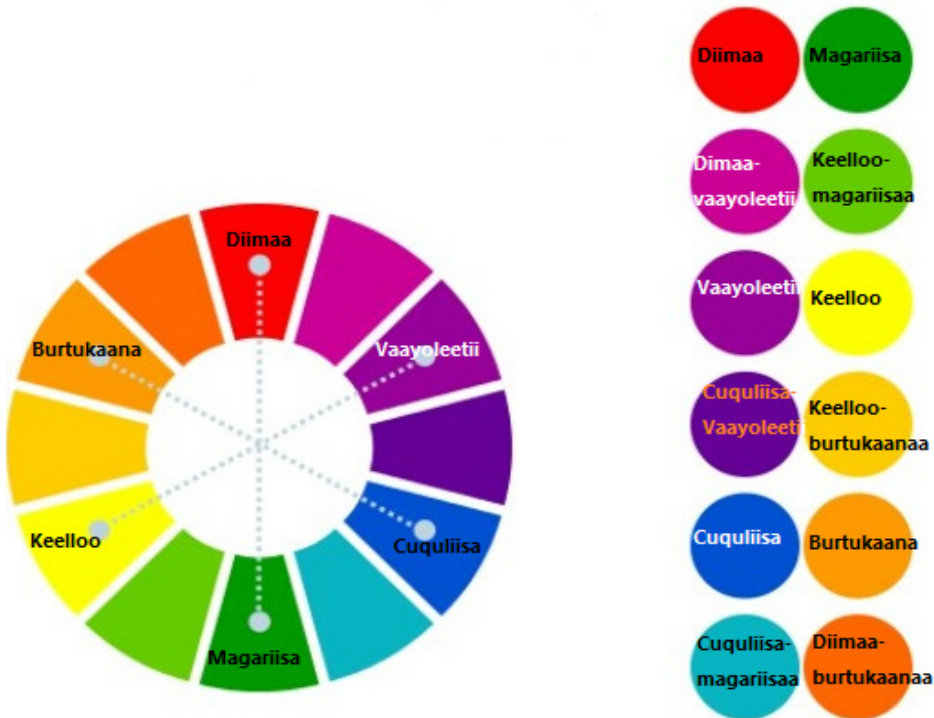 Diimaa
Burtukaana
Vaayoleetii
Keelloo
Cuquliisa
Magariisa
Diimaa
Magariisa
Dimaa-
vaayoleetii
Keelloo-
magariisaa
Vaayoleetii
Keelloo
Cuquliisa-
Vaayoleeti
Keelloo-
burtukaanaa
Cuquliisa
Burtukaana
Cuquliisa-
magariisaa
Diimaa-
burtukaanaa